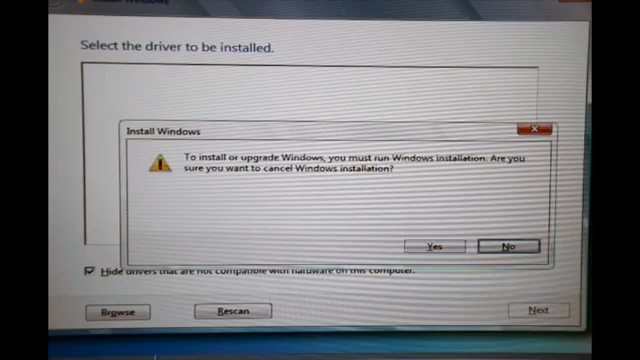 Install Windows
Select the driver to be installed.
Install Windows
To install or upgrade Windows, you must run Windows installation. Are you
sure you want to cancel Windows installation?
Yes
No
Hide drivers that are not compatible with hardware on this computer.
Browse
Rescan
Next